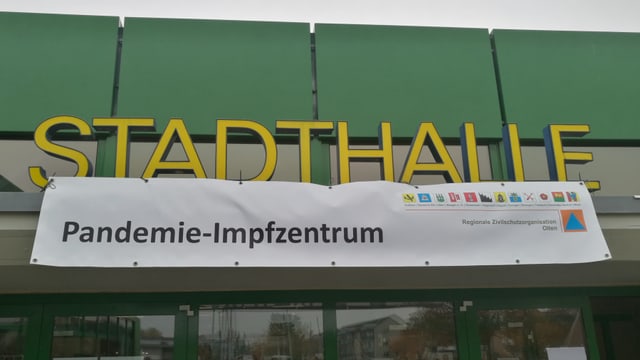 STADTHALLE
Pandemie-Impfzentrum
Regionale Zivilschutzorganisation
Olten